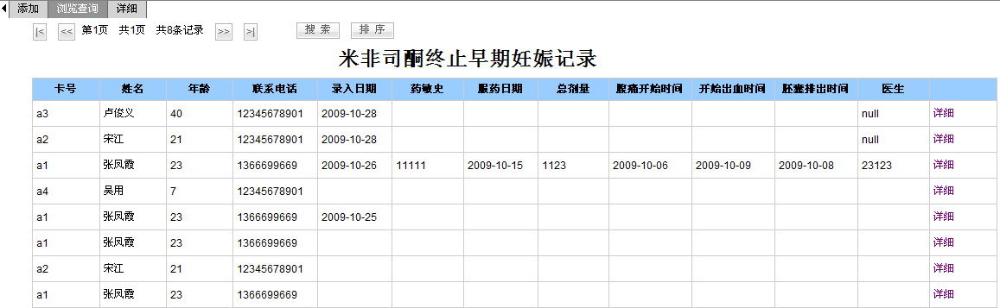 添加 浏览查询 详细
|< << 第1页 共1页 共8条记录 >> >| 搜 索 排 序
米非司酮终止早期妊娠记录
卡号 姓名 年龄 联系电话 录入日期 药敏史 服药日期 总剂量 腹痛开始时间 开始出血时间 胚囊排出时间 医生
a3 卢俊义 40 12345678901 2009-10-28 null 详细
a2 宋江 21 12345678901 2009-10-28 null 详细
a1 张凤霞 23 1366699669 2009-10-26 11111 2009-10-15 1123 2009-10-06 2009-10-09 2009-10-08 23123 详细
a4 吴用 7 12345678901 详细
a1 张凤霞 23 1366699669 2009-10-25 详细
a1 张凤霞 23 1366699669 详细
a2 宋江 21 12345678901 详细
a1 张凤霞 23 1366699669 详细